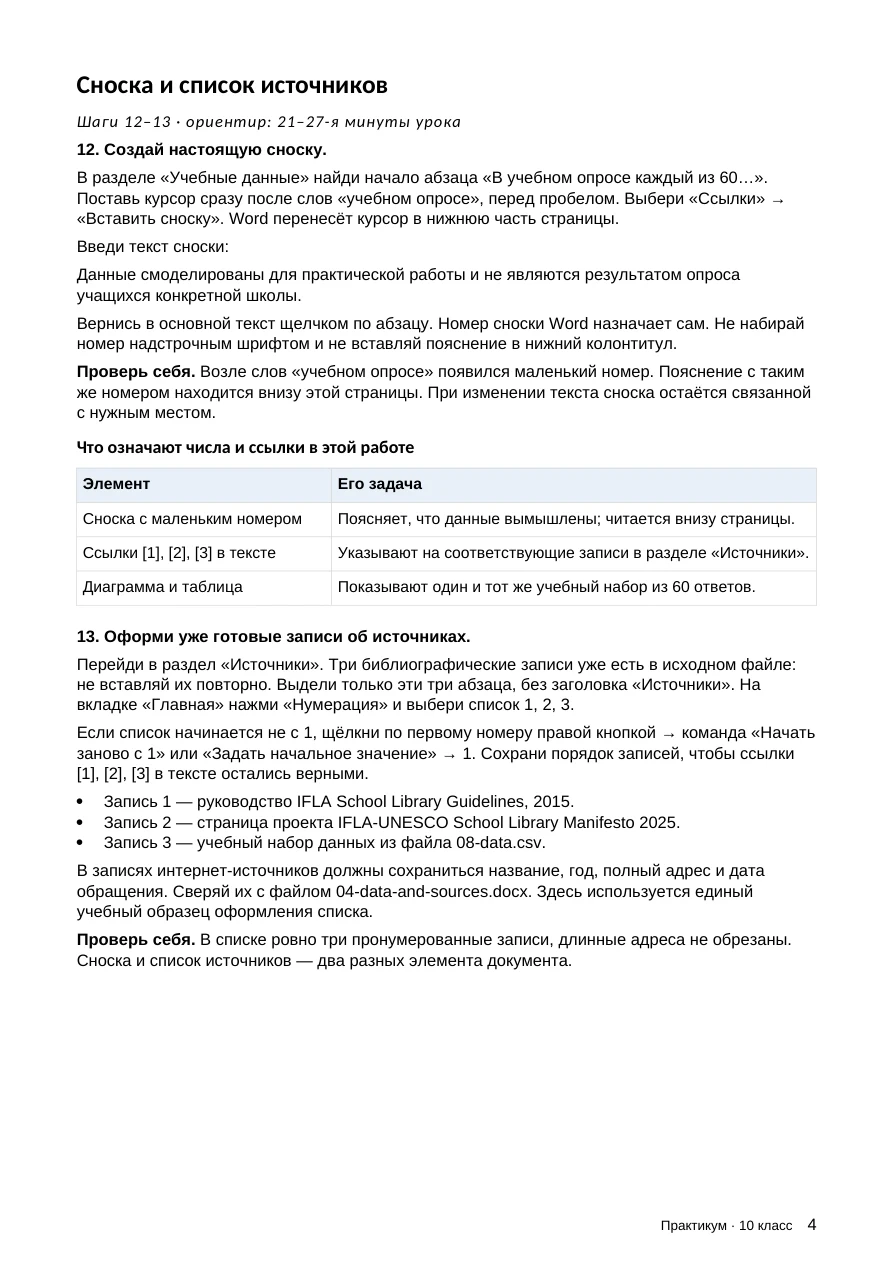 Сноска и список источников
Шаги 12–13 · ориентир: 21–27-я минуты урока
12. Создай настоящую сноску.
В разделе «Учебные данные» найди начало абзаца «В учебном опросе каждый из 60…».
Поставь курсор сразу после слов «учебном опросе», перед пробелом. Выбери «Ссылки» →
«Вставить сноску». Word перенесёт курсор в нижнюю часть страницы.
Введи текст сноски:
Данные смоделированы для практической работы и не являются результатом опроса
учащихся конкретной школы.
Вернись в основной текст щелчком по абзацу. Номер сноски Word назначает сам. Не набирай
номер надстрочным шрифтом и не вставляй пояснение в нижний колонтитул.
Проверь себя. Возле слов «учебном опросе» появился маленький номер. Пояснение с таким
же номером находится внизу этой страницы. При изменении текста сноска остаётся связанной
с нужным местом.
Что означают числа и ссылки в этой работе
Элемент Его задача
Сноска с маленьким номером Поясняет, что данные вымышлены; читается внизу страницы.
Ссылки [1], [2], [3] в тексте Указывают на соответствующие записи в разделе «Источники».
Диаграмма и таблица Показывают один и тот же учебный набор из 60 ответов.
13. Оформи уже готовые записи об источниках.
Перейди в раздел «Источники». Три библиографические записи уже есть в исходном файле:
не вставляй их повторно. Выдели только эти три абзаца, без заголовка «Источники». На
вкладке «Главная» нажми «Нумерация» и выбери список 1, 2, 3.
Если список начинается не с 1, щёлкни по первому номеру правой кнопкой → команда «Начать
заново с 1» или «Задать начальное значение» → 1. Сохрани порядок записей, чтобы ссылки
[1], [2], [3] в тексте остались верными.
• Запись 1 — руководство IFLA School Library Guidelines, 2015.
• Запись 2 — страница проекта IFLA-UNESCO School Library Manifesto 2025.
• Запись 3 — учебный набор данных из файла 08-data.csv.
В записях интернет-источников должны сохраниться название, год, полный адрес и дата
обращения. Сверяй их с файлом 04-data-and-sources.docx. Здесь используется единый
учебный образец оформления списка.
Проверь себя. В списке ровно три пронумерованные записи, длинные адреса не обрезаны.
Сноска и список источников — два разных элемента документа.
Практикум · 10 класс 4